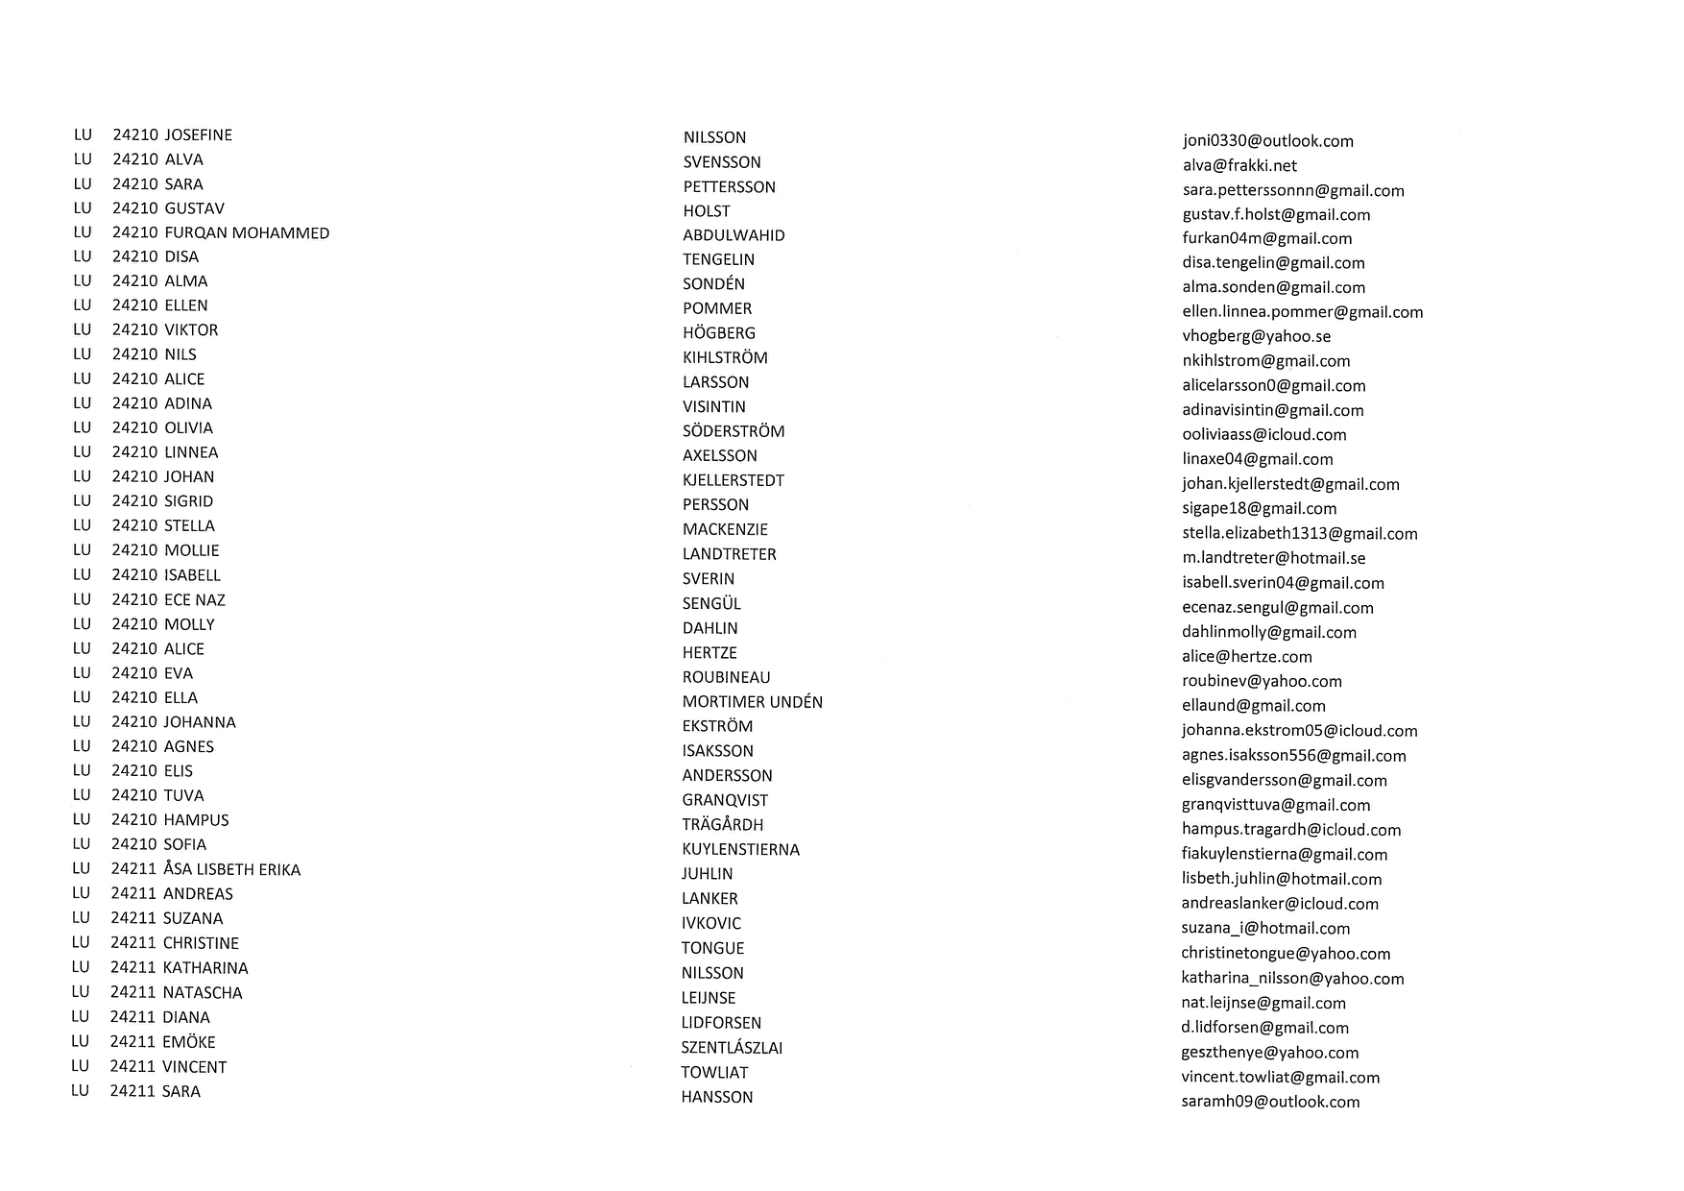 LU 24210 JOSEFINE NILSSON joni0330@outlook.com
LU 24210 ALVA SVENSSON alva@frakki.net
LU 24210 SARA PETTERSSON sara.petterssonnn@gmail.com
LU 24210 GUSTAV HOLST gustav.f.holst@gmail.com
LU 24210 FURQAN MOHAMMED ABDULWAHID furkan04m@gmail.com
LU 24210 DISA TENGELIN disa.tengelin@gmail.com
LU 24210 ALMA SONDÉN alma.sonden@gmail.com
LU 24210 ELLEN POMMER ellen.linnea.pommer@gmail.com
LU 24210 VIKTOR HÖGBERG vhogberg@yahoo.se
LU 24210 NILS KIHLSTRÖM nkihlstrom@gmail.com
LU 24210 ALICE LARSSON alicelarsson0@gmail.com
LU 24210 ADINA VISINTIN adinavisintin@gmail.com
LU 24210 OLIVIA SÖDERSTRÖM ooliviaass@icloud.com
LU 24210 LINNEA AXELSSON linaxe04@gmail.com
LU 24210 JOHAN KJELLERSTEDT johan.kjellerstedt@gmail.com
LU 24210 SIGRID PERSSON sigape18@gmail.com
LU 24210 STELLA MACKENZIE stella.elizabeth1313@gmail.com
LU 24210 MOLLIE LANDTRETER m.landtreter@hotmail.se
LU 24210 ISABELL SVERIN isabell.sverin04@gmail.com
LU 24210 ECE NAZ SENGÜL ecenaz.sengul@gmail.com
LU 24210 MOLLY DAHLIN dahlinmolly@gmail.com
LU 24210 ALICE HERTZE alice@hertze.com
LU 24210 EVA ROUBINEAU roubinev@yahoo.com
LU 24210 ELLA MORTIMER UNDÉN ellaund@gmail.com
LU 24210 JOHANNA EKSTRÖM johanna.ekstrom05@icloud.com
LU 24210 AGNES ISAKSSON agnes.isaksson556@gmail.com
LU 24210 ELIS ANDERSSON elisgvandersson@gmail.com
LU 24210 TUVA GRANQVIST granqvisttuva@gmail.com
LU 24210 HAMPUS TRÄGÅRDH hampus.tragardh@icloud.com
LU 24210 SOFIA KUYLENSTIERNA fiakuylenstierna@gmail.com
LU 24211 ÅSA LISBETH ERIKA JUHLIN lisbeth.juhlin@hotmail.com
LU 24211 ANDREAS LANKER andreaslanker@icloud.com
LU 24211 SUZANA IVKOVIC suzana_i@hotmail.com
LU 24211 CHRISTINE TONGUE christinetongue@yahoo.com
LU 24211 KATHARINA NILSSON katharina_nilsson@yahoo.com
LU 24211 NATASCHA LEIJNSE nat.leijnse@gmail.com
LU 24211 DIANA LIDFORSEN d.lidforsen@gmail.com
LU 24211 EMÖKE SZENTLÁSZLAI geszthenye@yahoo.com
LU 24211 VINCENT TOWLIAT vincent.towliat@gmail.com
LU 24211 SARA HANSSON saramh09@outlook.com